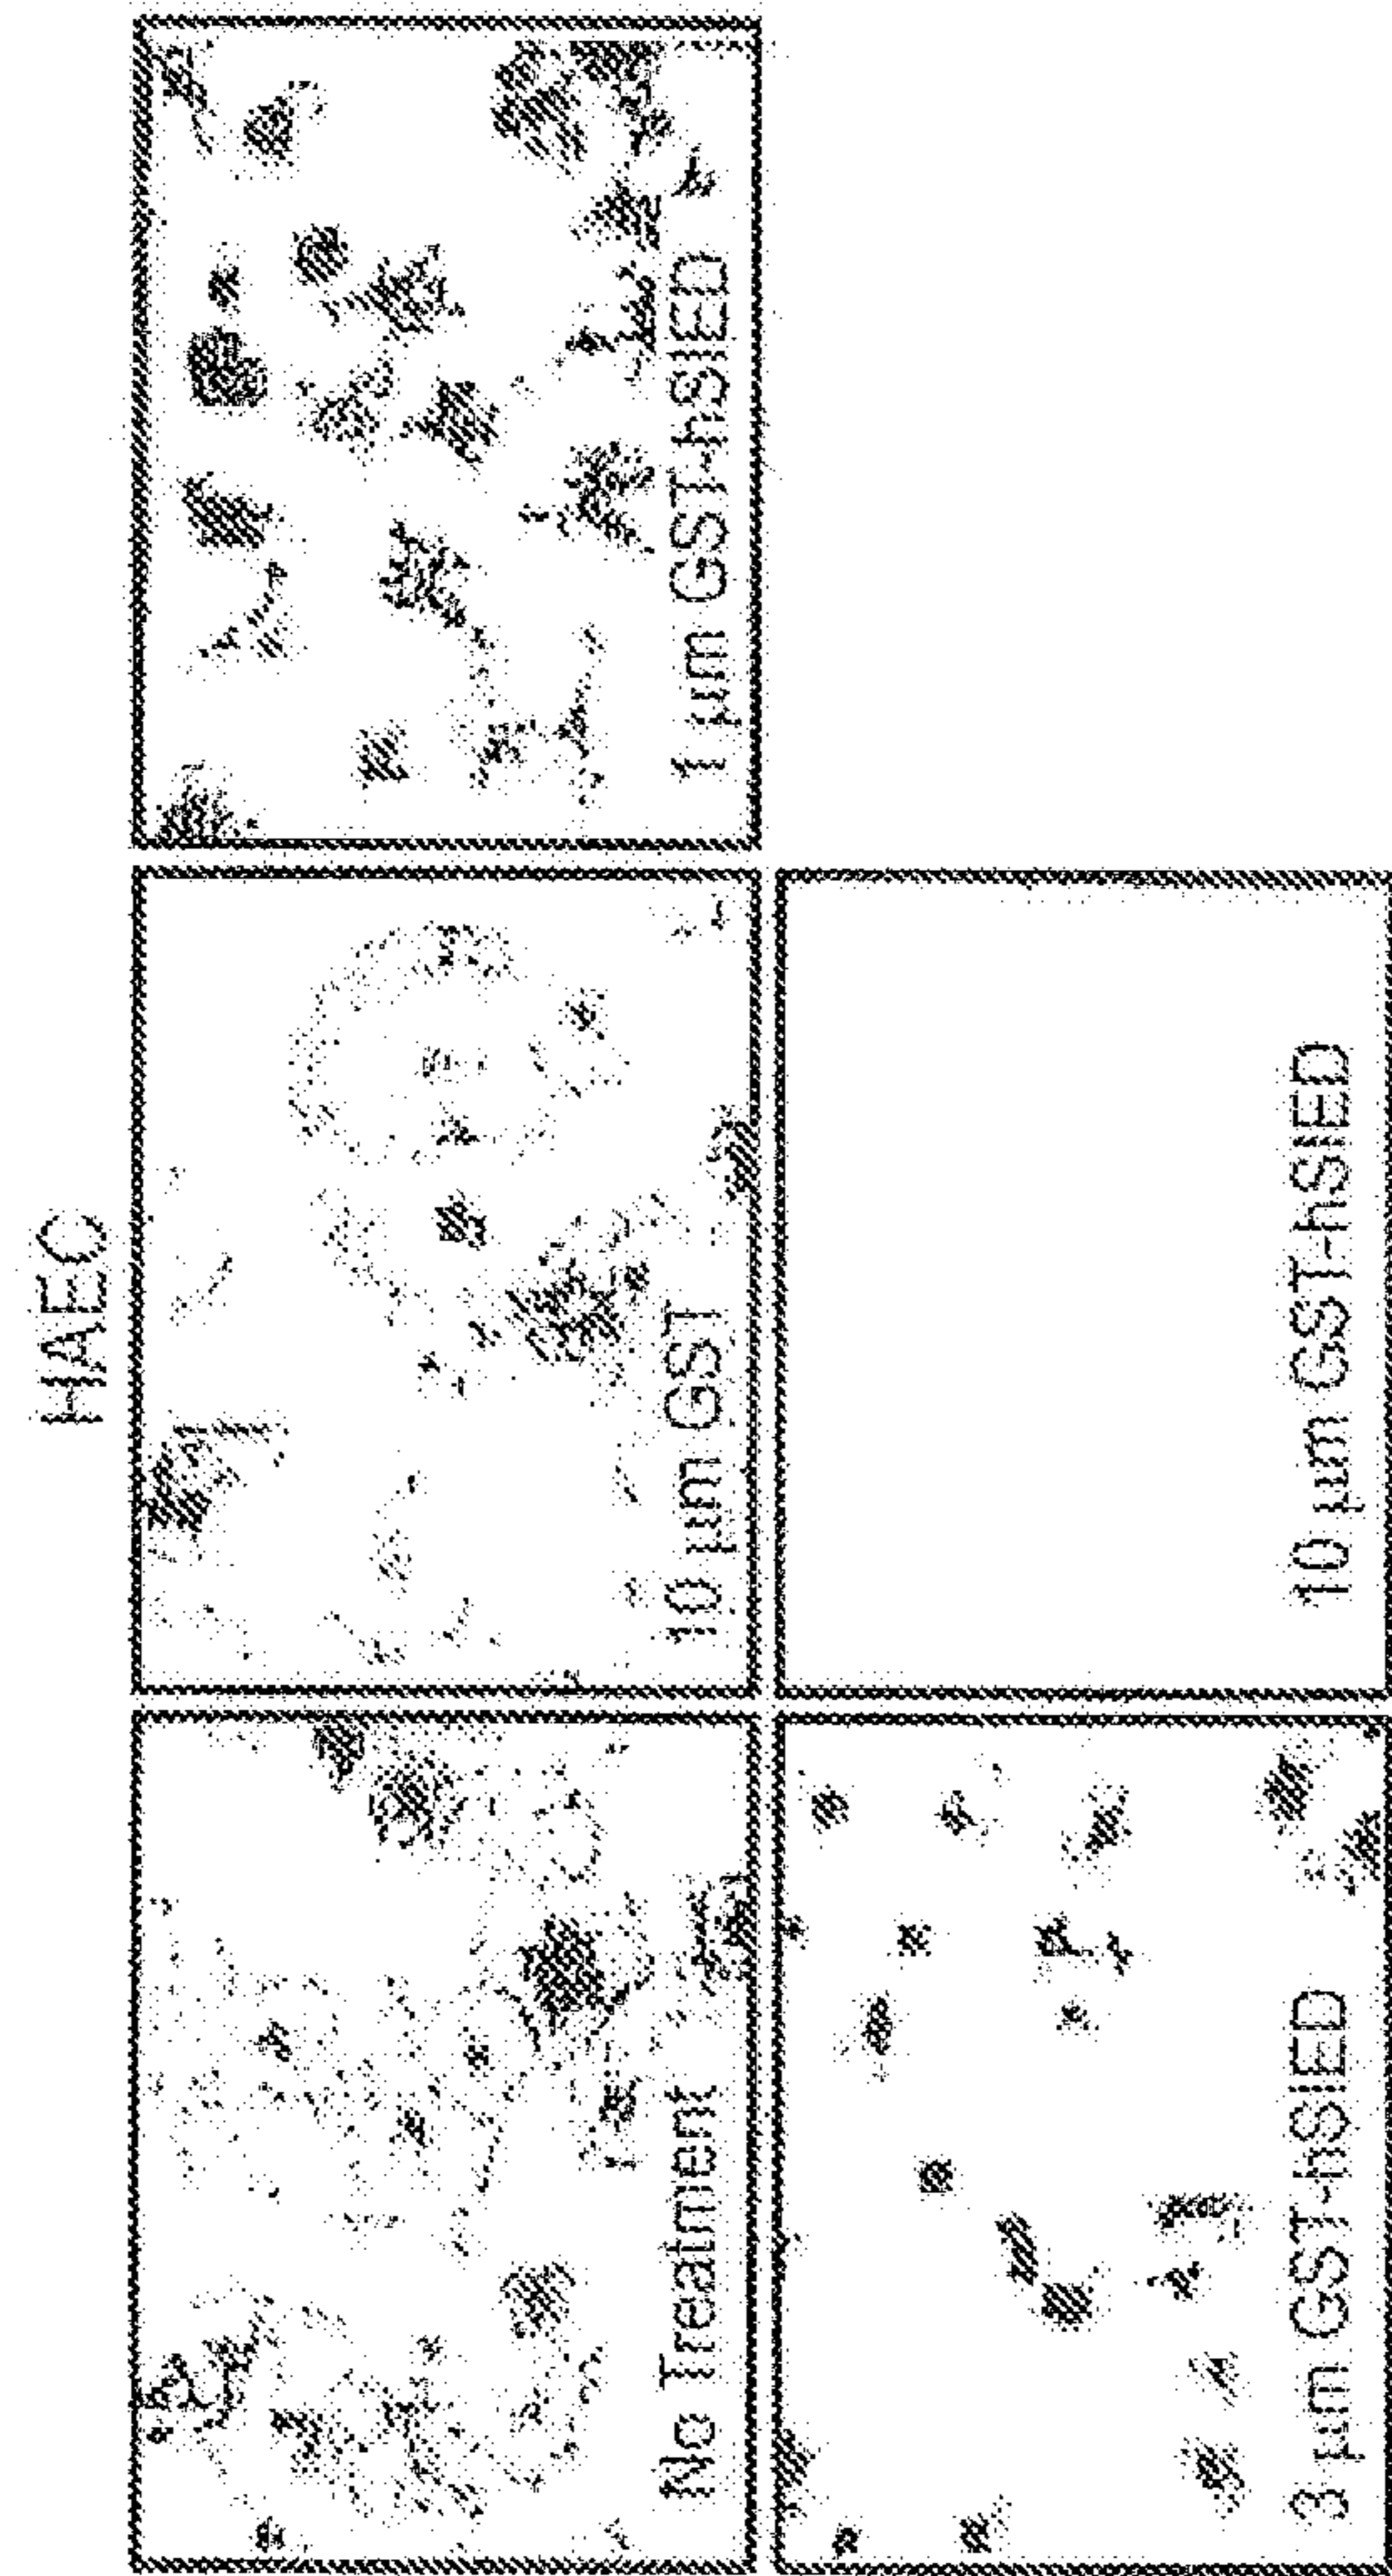 HAEC
No Treatment
10 µm GST
1 µm GST-hSIED
3 µm GST-hSIED
10 µm GST-hSIED